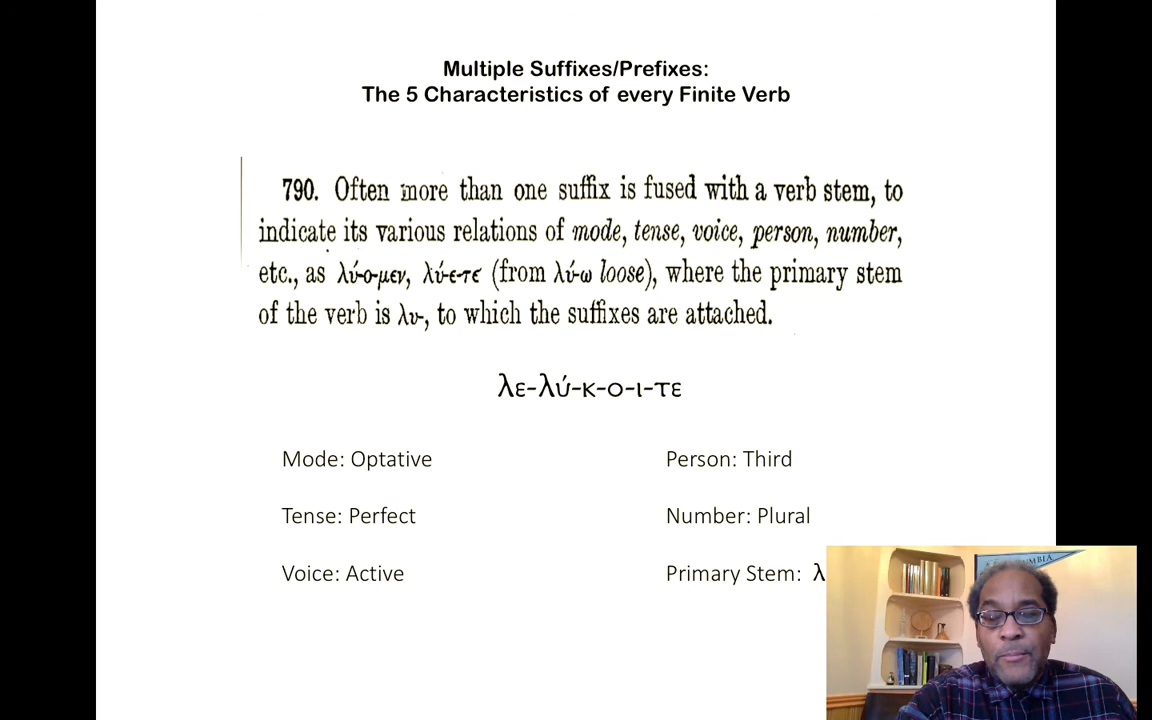 Multiple Suffixes/Prefixes:
The 5 Characteristics of every Finite Verb
790. Often more than one suffix is fused with a verb stem, to
indicate its various relations of mode, tense, voice, person, number,
etc., as λύ-ο-μεν, λύ-ε-τε (from λύ-ω loose), where the primary stem
of the verb is λυ-, to which the suffixes are attached.
λε-λύ-κ-ο-ι-τε
Mode: Optative
Person: Third
Tense: Perfect
Number: Plural
Voice: Active
Primary Stem: λ